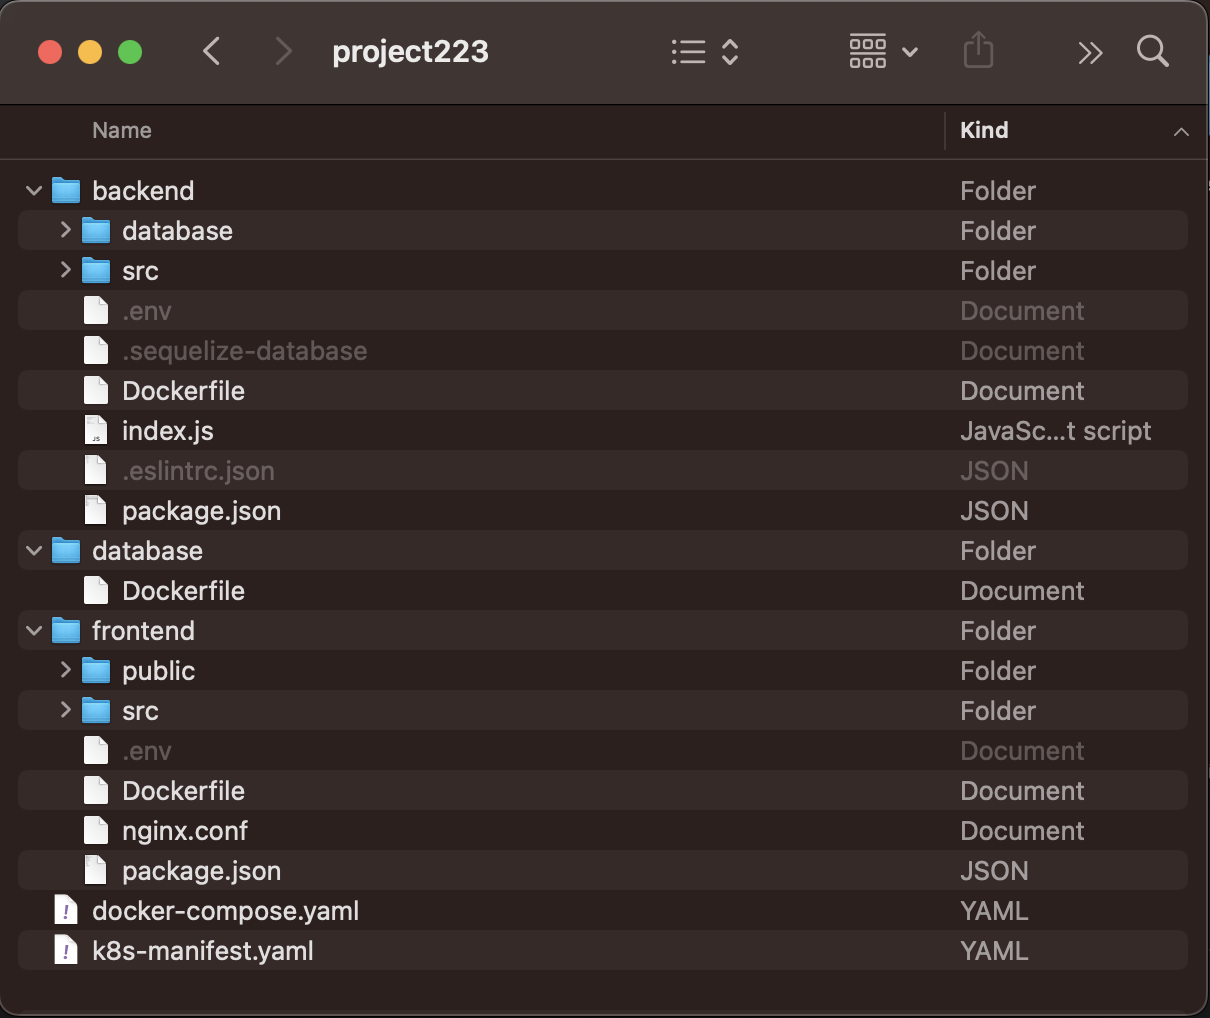 project223
Name Kind
backend Folder
database Folder
src Folder
.env Document
.sequelize-database Document
Dockerfile Document
index.js JavaSc...t script
.eslintrc.json JSON
package.json JSON
database Folder
Dockerfile Document
frontend Folder
public Folder
src Folder
.env Document
Dockerfile Document
nginx.conf Document
package.json JSON
docker-compose.yaml YAML
k8s-manifest.yaml YAML